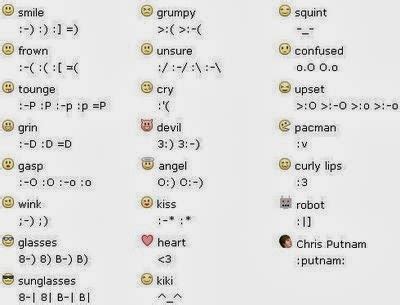 smile
:-) :) :] =)
frown
:-( :( :[ =(
tounge
:-P :P :-p :p =P
grin
:-D :D =D
gasp
:-O :O :-o :o
wink
;-) ;)
glasses
8-) 8) B-) B)
sunglasses
8-| 8| B-| B|
grumpy
>:( >:-(
unsure
:/ :-/ :\ :-\
cry
:'(
devil
3:) 3:-)
angel
O:) O:-)
kiss
:-* :*
heart
<3
kiki
^_^
squint
-_-
confused
o.O O.o
upset
>:O >:-O >:o >:-o
pacman
:v
curly lips
:3
robot
:|]
Chris Putnam
:putnam: